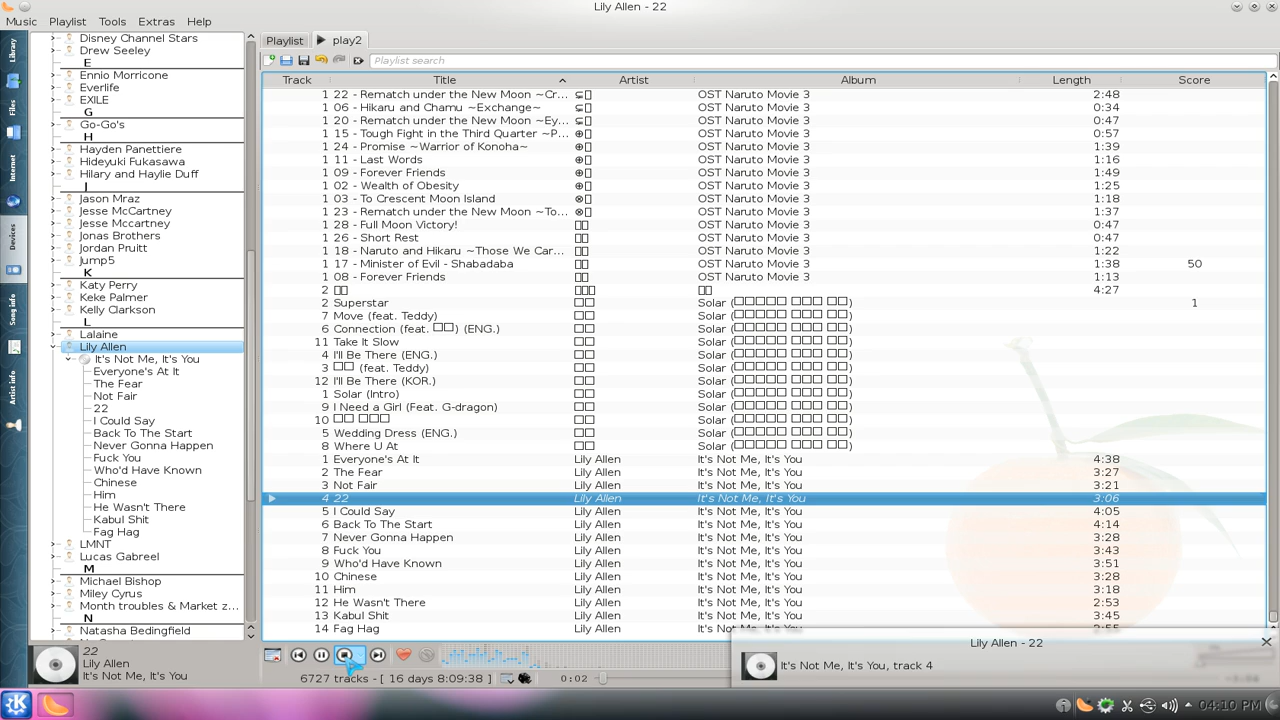 Lily Allen - 22
Music Playlist Tools Extras Help
Library
Files
Internet
Devices
Song info
Artist info
Disney Channel Stars
Drew Seeley
E
Ennio Morricone
Everlife
EXILE
G
Go-Go's
H
Hayden Panettiere
Hideyuki Fukasawa
Hilary and Haylie Duff
J
Jason Mraz
Jesse McCartney
Jesse Mccartney
Jonas Brothers
Jordan Pruitt
Jump5
K
Katy Perry
Keke Palmer
Kelly Clarkson
L
Lalaine
Lily Allen
It's Not Me, It's You
Everyone's At It
The Fear
Not Fair
22
I Could Say
Back To The Start
Never Gonna Happen
Fuck You
Who'd Have Known
Chinese
Him
He Wasn't There
Kabul Shit
Fag Hag
LMNT
Lucas Gabreel
M
Michael Bishop
Miley Cyrus
Month troubles & Market z...
N
Natasha Bedingfield
Playlist play2
Playlist search
Track Title Artist Album Length Score
1 22 - Rematch under the New Moon ~Cr... OST Naruto Movie 3 2:48
1 06 - Hikaru and Chamu ~Exchange~ OST Naruto Movie 3 0:34
1 20 - Rematch under the New Moon ~Ey... OST Naruto Movie 3 0:47
1 15 - Tough Fight in the Third Quarter ~P... OST Naruto Movie 3 0:57
1 24 - Promise ~Warrior of Konoha~ OST Naruto Movie 3 1:39
1 11 - Last Words OST Naruto Movie 3 1:16
1 09 - Forever Friends OST Naruto Movie 3 1:49
1 02 - Wealth of Obesity OST Naruto Movie 3 1:25
1 03 - To Crescent Moon Island OST Naruto Movie 3 1:18
1 23 - Rematch under the New Moon ~To... OST Naruto Movie 3 1:37
1 28 - Full Moon Victory! OST Naruto Movie 3 0:47
1 26 - Short Rest OST Naruto Movie 3 0:47
1 18 - Naruto and Hikaru ~Those We Car... OST Naruto Movie 3 1:22
1 17 - Minister of Evil - Shabadaba OST Naruto Movie 3 1:38 50
1 08 - Forever Friends OST Naruto Movie 3 1:13
2 4:27
2 Superstar Solar ( ) 1
7 Move (feat. Teddy) Solar ( )
6 Connection (feat. ) (ENG.) Solar ( )
11 Take It Slow Solar ( )
4 I'll Be There (ENG.) Solar ( )
3 (feat. Teddy) Solar ( )
12 I'll Be There (KOR.) Solar ( )
1 Solar (Intro) Solar ( )
9 I Need a Girl (Feat. G-dragon) Solar ( )
10 Solar ( )
5 Wedding Dress (ENG.) Solar ( )
8 Where U At Solar ( )
1 Everyone's At It Lily Allen It's Not Me, It's You 4:38
2 The Fear Lily Allen It's Not Me, It's You 3:27
3 Not Fair Lily Allen It's Not Me, It's You 3:21
4 22 Lily Allen It's Not Me, It's You 3:06
5 I Could Say Lily Allen It's Not Me, It's You 4:05
6 Back To The Start Lily Allen It's Not Me, It's You 4:14
7 Never Gonna Happen Lily Allen It's Not Me, It's You 3:28
8 Fuck You Lily Allen It's Not Me, It's You 3:43
9 Who'd Have Known Lily Allen It's Not Me, It's You 3:51
10 Chinese Lily Allen It's Not Me, It's You 3:28
11 Him Lily Allen It's Not Me, It's You 3:18
12 He Wasn't There Lily Allen It's Not Me, It's You 2:53
13 Kabul Shit Lily Allen It's Not Me, It's You 3:45
14 Fag Hag Lily Allen It's Not Me, It's You
22
Lily Allen
It's Not Me, It's You
6727 tracks - [ 16 days 8:09:38 ] 0:02
Lily Allen - 22
It's Not Me, It's You, track 4
04:10 PM